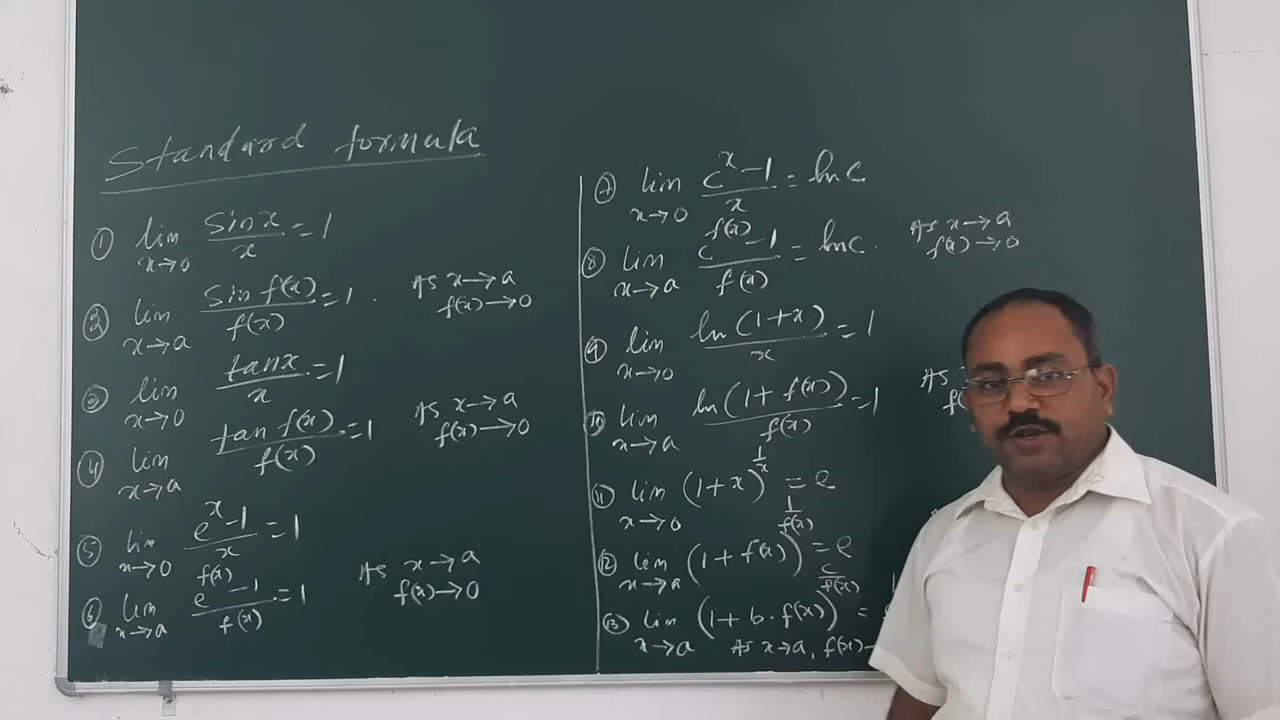 Standard formula
① lim x→0 sinx/x = 1
② lim x→a sin f(x)/f(x) = 1. As x→a f(x)→0
③ lim x→0 tanx/x = 1
④ lim x→a tan f(x)/f(x) = 1 As x→a f(x)→0
⑤ lim x→0 e^x-1/x = 1
⑥ lim x→a e^f(x)-1/f(x) = 1 As x→a f(x)→0
⑦ lim x→0 c^x-1/x = ln c
⑧ lim x→a c^f(x)-1/f(x) = ln c. As x→a f(x)→0
⑨ lim x→0 ln(1+x)/x = 1
⑩ lim x→a ln(1+f(x))/f(x) = 1 As
⑪ lim x→0 (1+x)^1/x = e
⑫ lim x→a (1+f(x))^1/f(x) = e
⑬ lim x→a (1+b·f(x))^c/f(x) =
As x→a, f(x)→